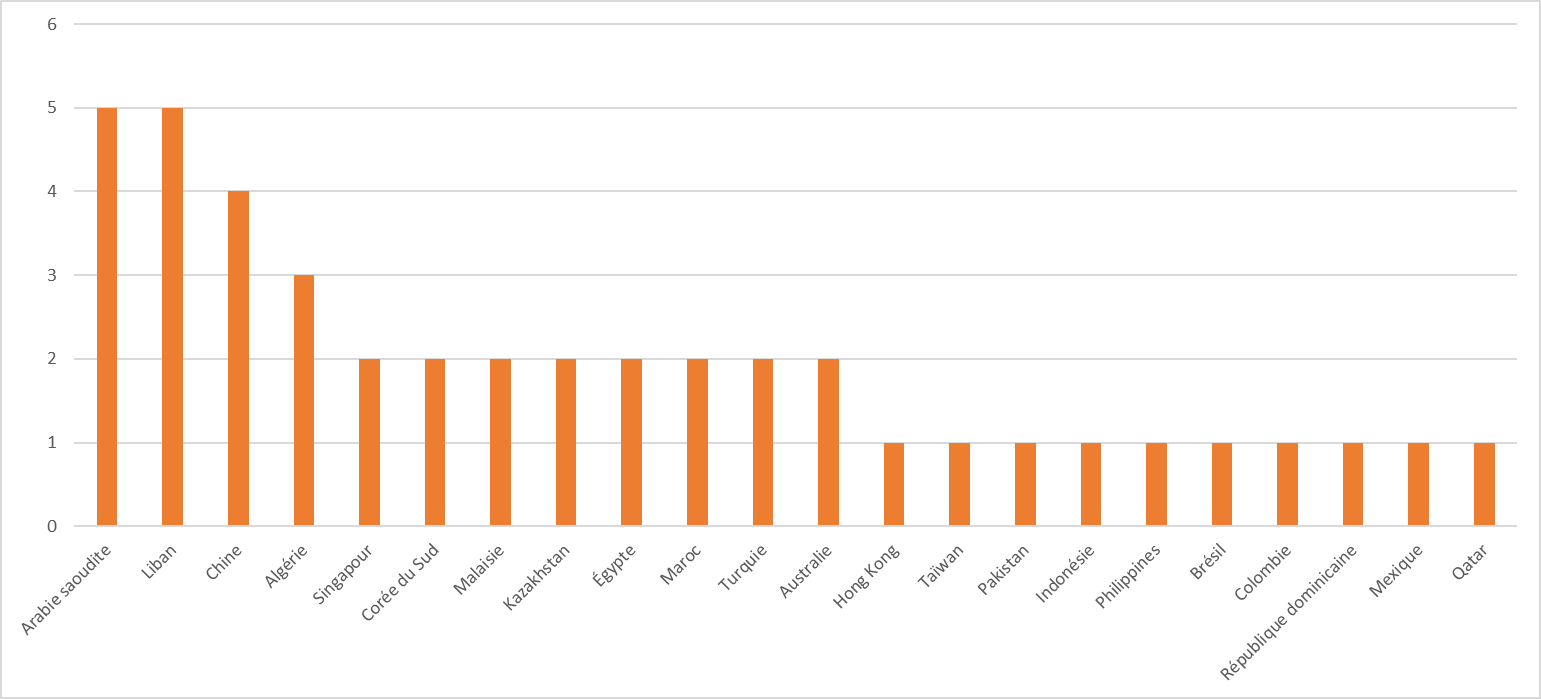 6
5
4
3
2
1
0
Arabie saoudite
Liban
Chine
Algérie
Singapour
Corée du Sud
Malaisie
Kazakhstan
Égypte
Maroc
Turquie
Australie
Hong Kong
Taïwan
Pakistan
Indonésie
Philippines
Brésil
Colombie
République dominicaine
Mexique
Qatar